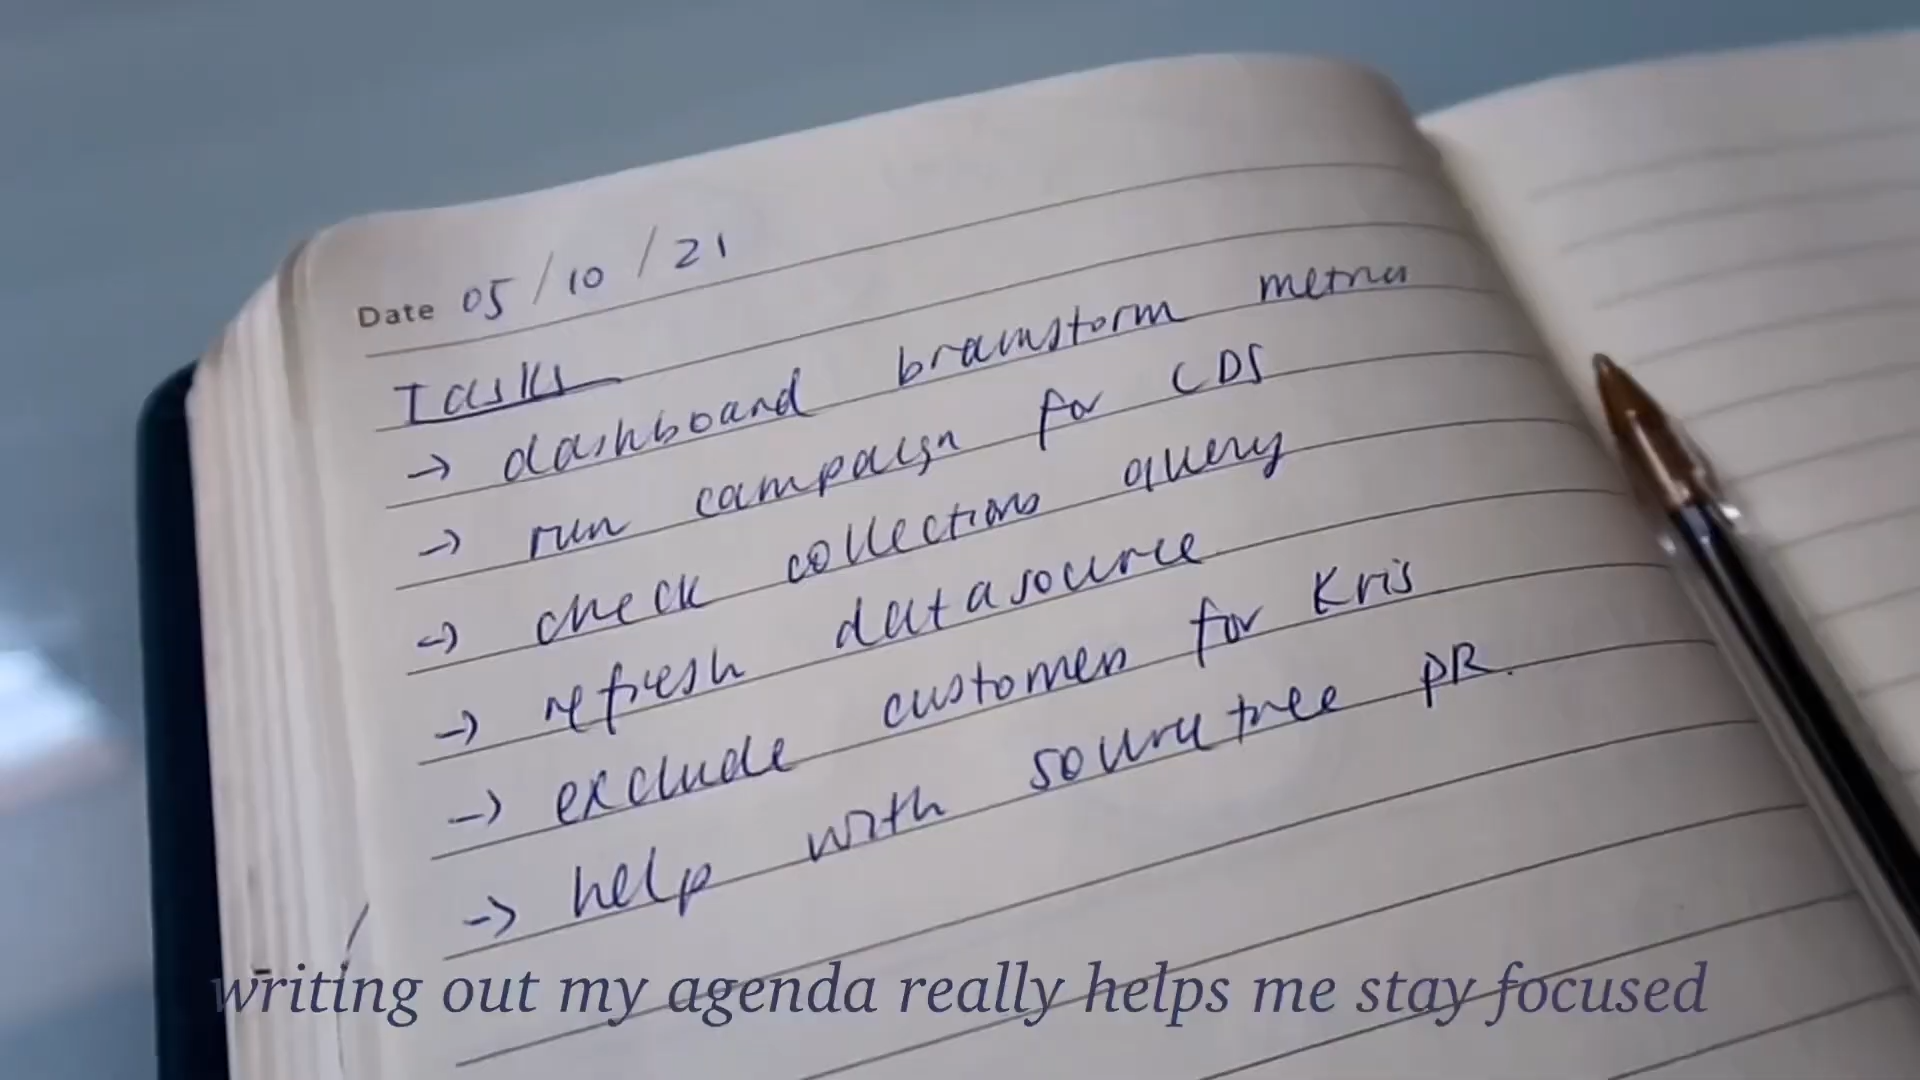 Date 05/10/21
Tasks
→ dashboard brainstorm metrics
→ run campaign for CDS
→ check collections query
→ refresh datasource
→ exclude customers for Kris
→ help with sourcetree PR.
writing out my agenda really helps me stay focused